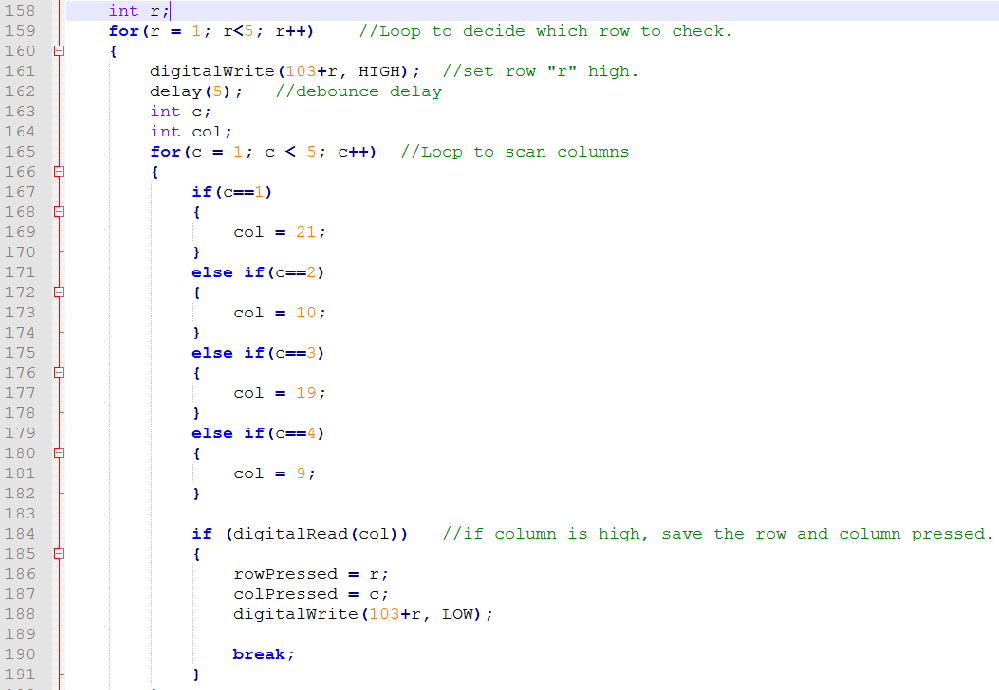 158 int r;
159 for(r = 1; r<5; r++) //Loop to decide which row to check.
160 {
161 digitalWrite(103+r, HIGH); //set row "r" high.
162 delay(5); //debounce delay
163 int c;
164 int col;
165 for(c = 1; c < 5; c++) //Loop to scan columns
166 {
167 if(c==1)
168 {
169 col = 21;
170 }
171 else if(c==2)
172 {
173 col = 10;
174 }
175 else if(c==3)
176 {
177 col = 19;
178 }
179 else if(c==4)
180 {
181 col = 9;
182 }
183
184 if (digitalRead(col)) //if column is high, save the row and column pressed.
185 {
186 rowPressed = r;
187 colPressed = c;
188 digitalWrite(103+r, LOW);
189
190 break;
191 }